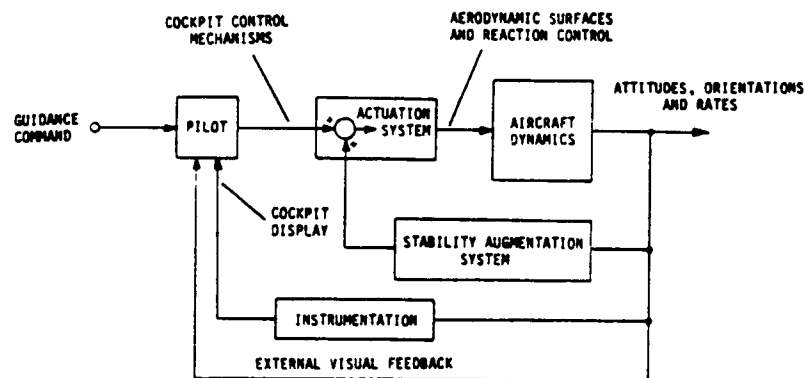 COCKPIT CONTROL
MECHANISMS
AERODYNAMIC SURFACES
AND REACTION CONTROL
ATTITUDES, ORIENTATIONS
AND RATES
GUIDANCE
COMMAND
PILOT
+
+
ACTUATION
SYSTEM
AIRCRAFT
DYNAMICS
COCKPIT
DISPLAY
STABILITY AUGMENTATION
SYSTEM
INSTRUMENTATION
EXTERNAL VISUAL FEEDBACK